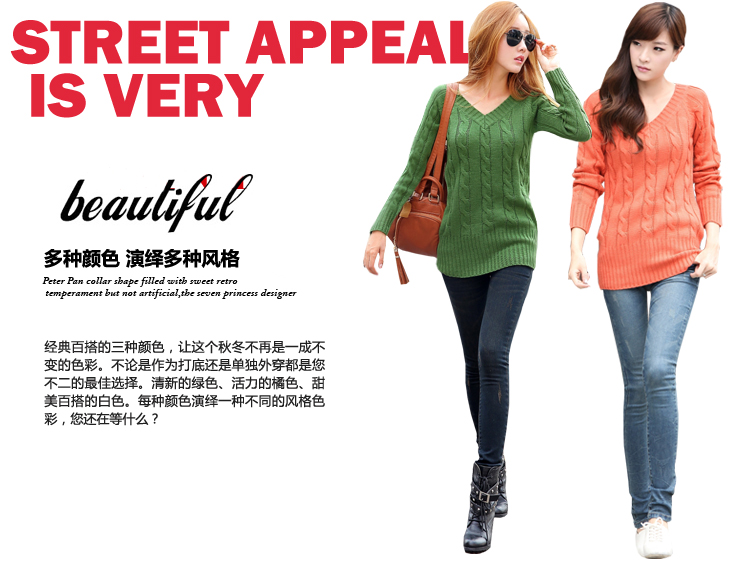 STREET APPEAL
IS VERY
beautiful
多种颜色 演绎多种风格
Peter Pan collar shape filled with sweet retro
temperament but not artificial,the seven princess designer
经典百搭的三种颜色，让这个秋冬不再是一成不
变的色彩。不论是作为打底还是单独外穿都是您
不二的最佳选择。清新的绿色、活力的橘色、甜
美百搭的白色。每种颜色演绎一种不同的风格色
彩，您还在等什么？